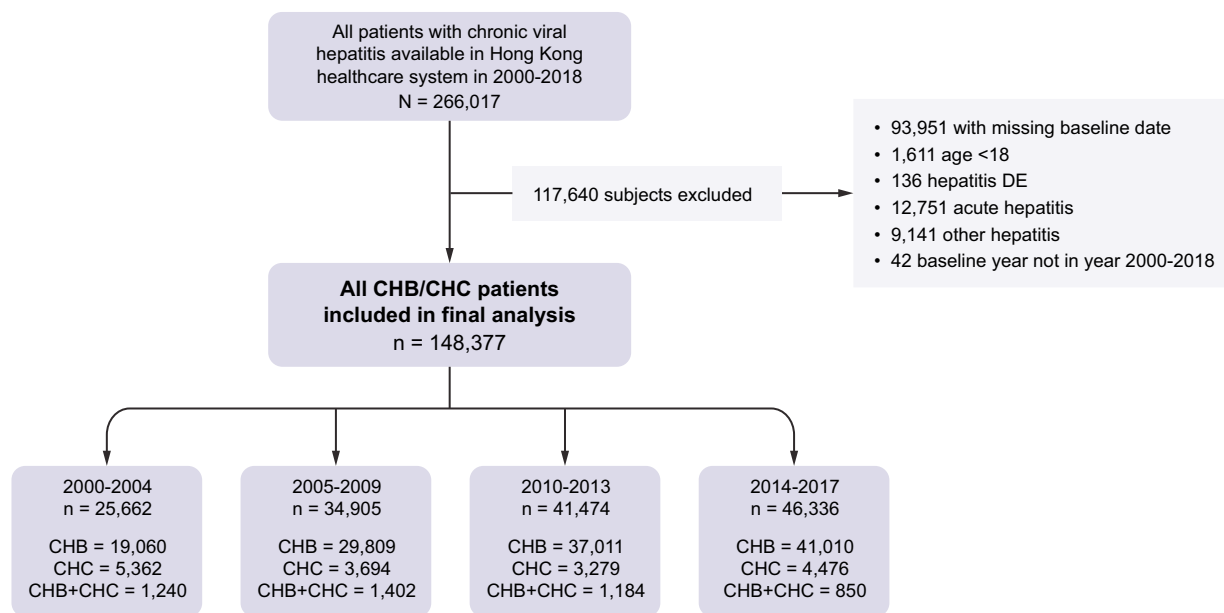 All patients with chronic viral
hepatitis available in Hong Kong
healthcare system in 2000-2018
N = 266,017
117,640 subjects excluded
• 93,951 with missing baseline date
• 1,611 age <18
• 136 hepatitis DE
• 12,751 acute hepatitis
• 9,141 other hepatitis
• 42 baseline year not in year 2000-2018
All CHB/CHC patients
included in final analysis
n = 148,377
2000-2004
n = 25,662
CHB = 19,060
CHC = 5,362
CHB+CHC = 1,240
2005-2009
n = 34,905
CHB = 29,809
CHC = 3,694
CHB+CHC = 1,402
2010-2013
n = 41,474
CHB = 37,011
CHC = 3,279
CHB+CHC = 1,184
2014-2017
n = 46,336
CHB = 41,010
CHC = 4,476
CHB+CHC = 850